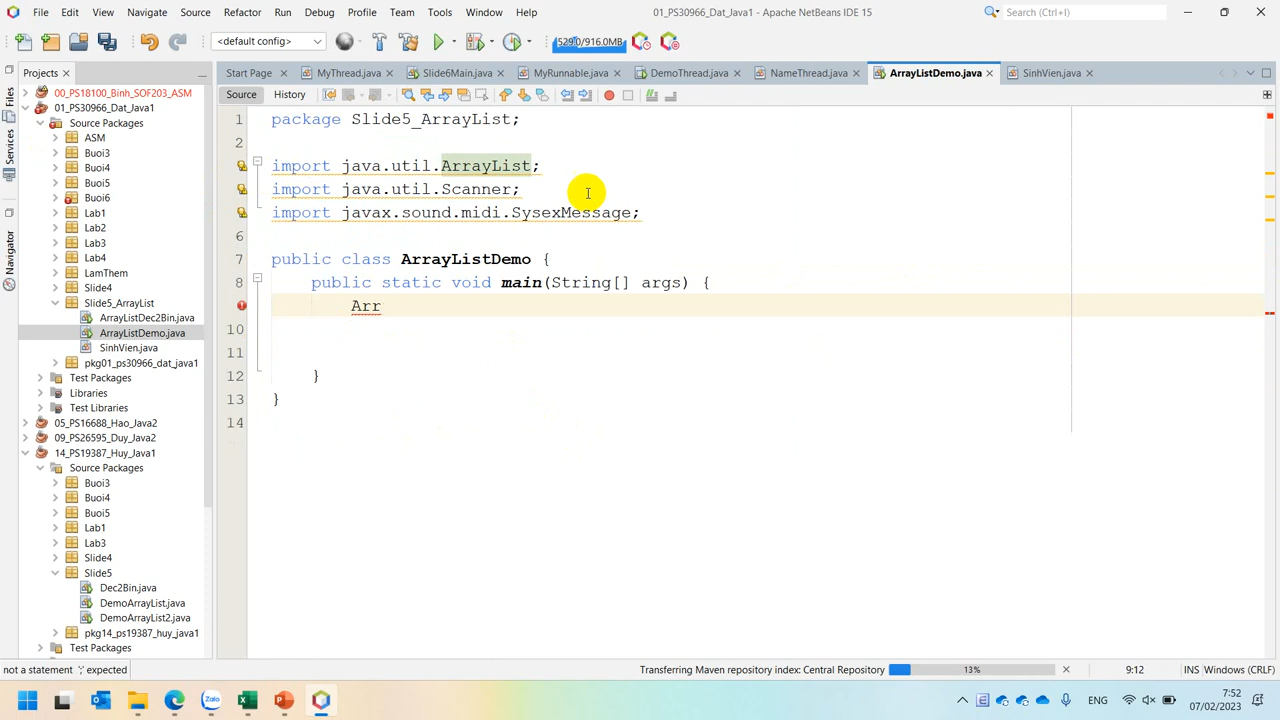 File Edit View Navigate Source Refactor Run Debug Profile Team Tools Window Help 01_PS30966_Dat_Java1 - Apache NetBeans IDE 15 Search (Ctrl+I)
<default config> 529.0/916.0MB
Projects Start Page MyThread.java Slide6Main.java MyRunnable.java DemoThread.java NameThread.java ArrayListDemo.java SinhVien.java
Files
Services
Navigator
00_PS18100_Binh_SOF203_ASM
01_PS30966_Dat_Java1
Source Packages
ASM
Buoi3
Buoi4
Buoi5
Buoi6
Lab1
Lab2
Lab3
Lab4
LamThem
Slide4
Slide5_ArrayList
ArrayListDec2Bin.java
ArrayListDemo.java
SinhVien.java
pkg01_ps30966_dat_java1
Test Packages
Libraries
Test Libraries
05_PS16688_Hao_Java2
09_PS26595_Duy_Java2
14_PS19387_Huy_Java1
Source Packages
Buoi3
Buoi4
Buoi5
Lab1
Lab3
Slide4
Slide5
Dec2Bin.java
DemoArrayList.java
DemoArrayList2.java
pkg14_ps19387_huy_java1
Test Packages
Source History
1 package Slide5_ArrayList;
2
import java.util.ArrayList;
import java.util.Scanner;
import javax.sound.midi.SysexMessage;
6
7 public class ArrayListDemo {
8 public static void main(String[] args) {
Arr
10
11
12 }
13 }
14
not a statement ';' expected Transferring Maven repository index: Central Repository 13% 9:12 INS Windows (CRLF)
ENG 7:52
07/02/2023